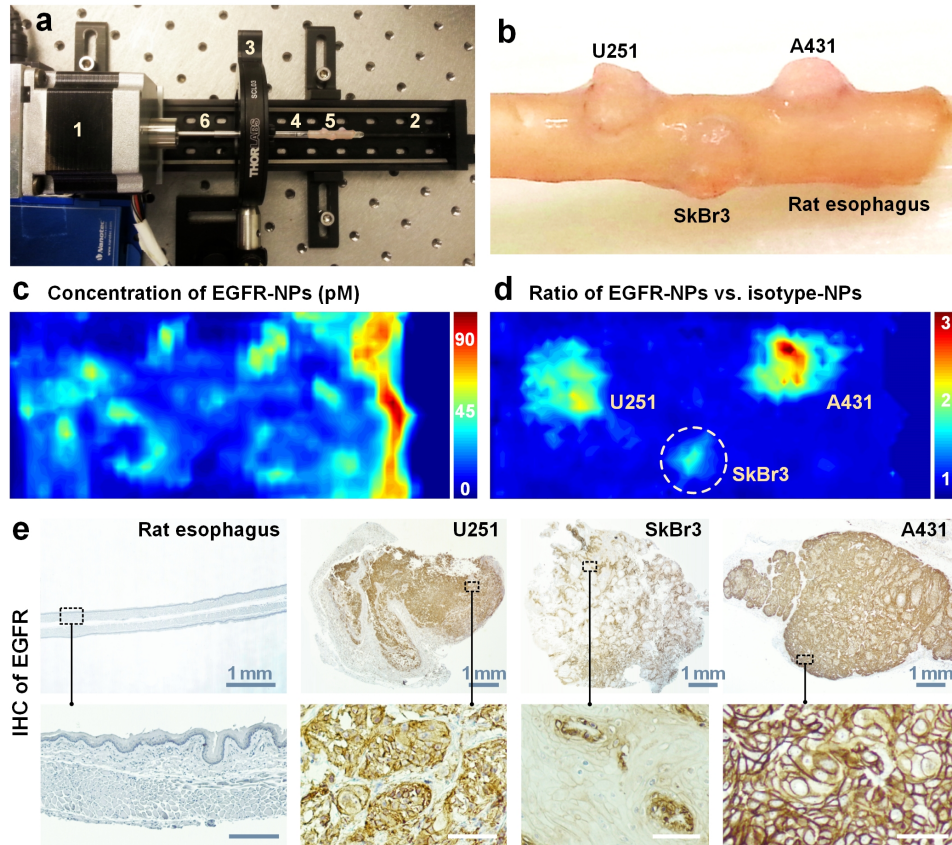 a
3
1
6
4
5
2
SCL03
THORLABS
Nanotec
b
U251
A431
SkBr3
Rat esophagus
c Concentration of EGFR-NPs (pM)
90
45
0
d Ratio of EGFR-NPs vs. isotype-NPs
3
2
1
U251
A431
SkBr3
e
IHC of EGFR
Rat esophagus
U251
SkBr3
A431
1 mm
1 mm
1 mm
1 mm